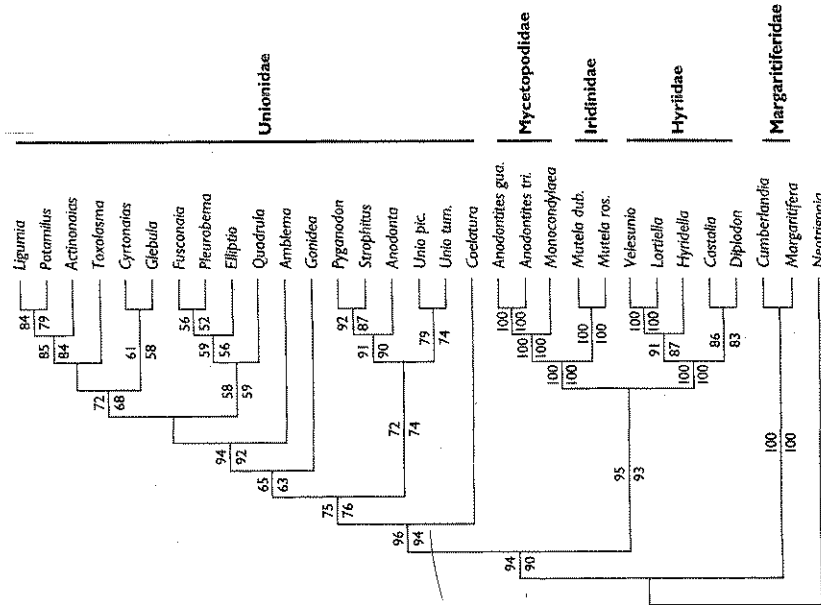 Unionidae
Mycetopodidae
Iridinidae
Hyriidae
Margaritiferidae
Ligumia
Potamilus
Actinonaias
Toxolasma
Cyrtonaias
Glebula
Fusconaia
Pleurobema
Elliptio
Quadrula
Amblema
Gonidea
Pyganodon
Strophitus
Anodonta
Unio pic.
Unio tum.
Coelatura
Anodontites gua.
Anodontites tri.
Monocondylaea
Mutela dub.
Mutela ros.
Velesunio
Lortiella
Hyridella
Castalia
Diplodon
Cumberlandia
Margaritifera
Neotrigonia
84
79
85
84
72
68
61
58
56
52
59
56
58
59
94
92
65
63
75
76
92
87
91
90
79
74
72
74
96
94
100
100
100
100
100
100
100
100
100
100
91
87
86
83
100
100
95
93
94
90
100
100